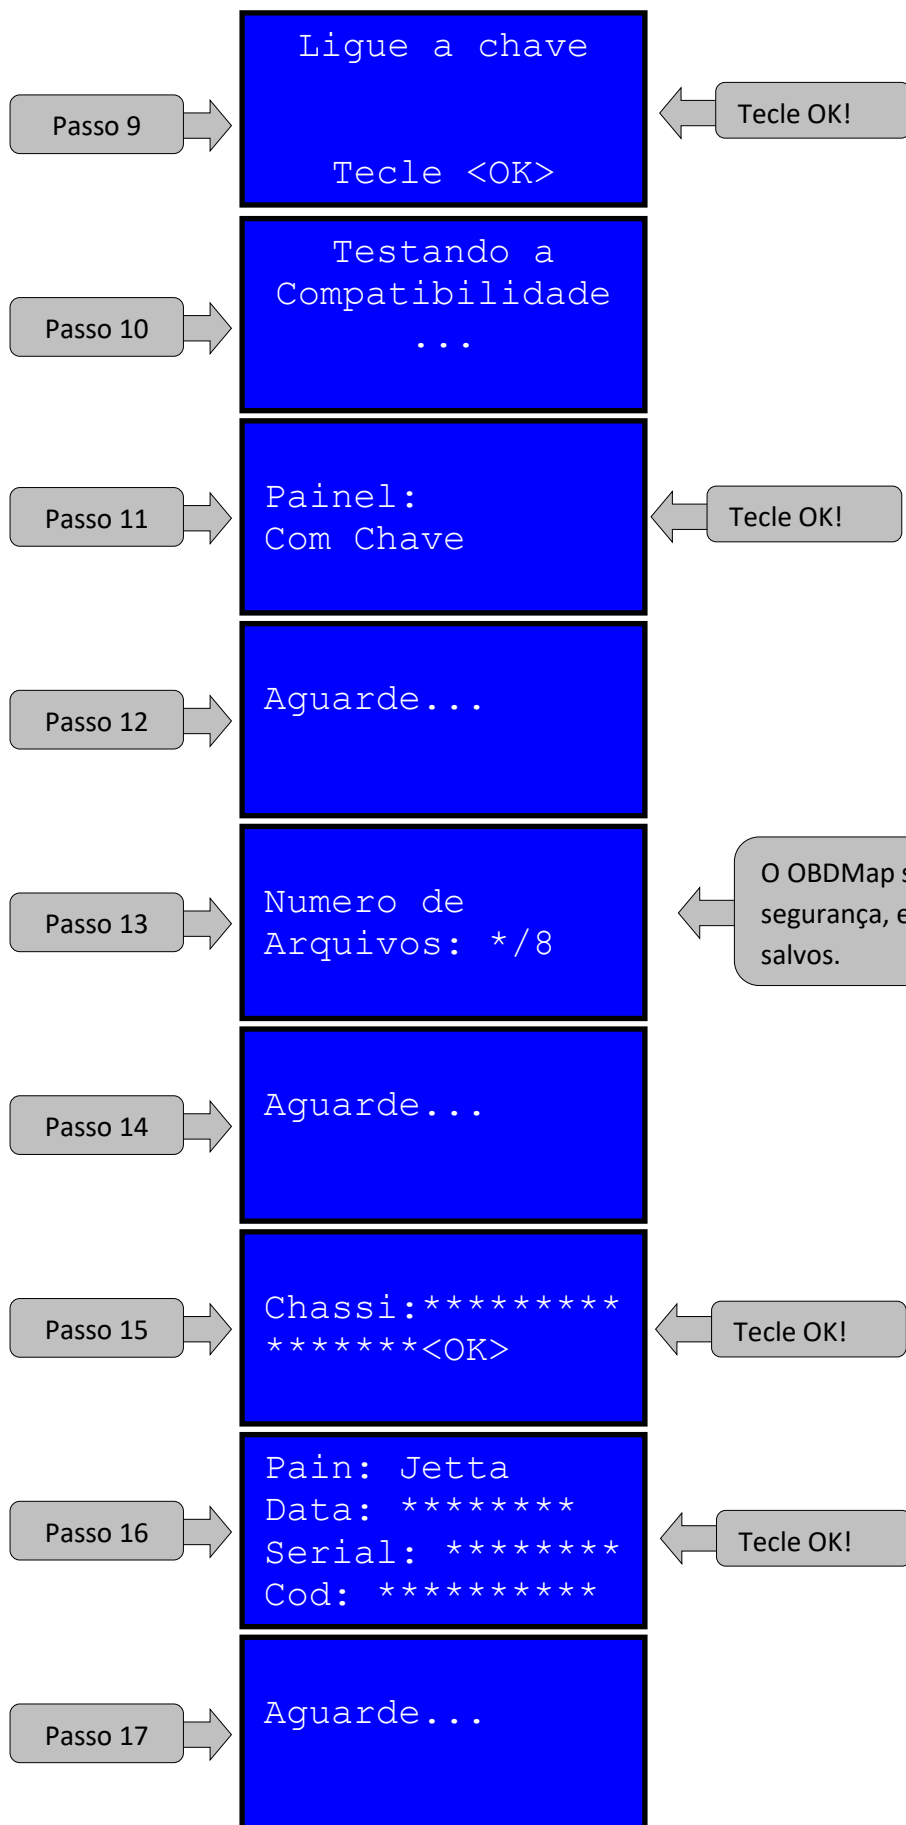 Ligue a chave
Passo 9
Tecle OK!
Tecle <OK>
Testando a
Compatibilidade
...
Passo 10
Painel:
Com Chave
Passo 11
Tecle OK!
Aguarde...
Passo 12
Numero de
Arquivos: */8
Passo 13
O OBDMap
segurança,
salvos.
Aguarde...
Passo 14
Chassi:*********
*******<OK>
Passo 15
Tecle OK!
Pain: Jetta
Data: ********
Serial: ********
Cod: **********
Passo 16
Tecle OK!
Aguarde...
Passo 17